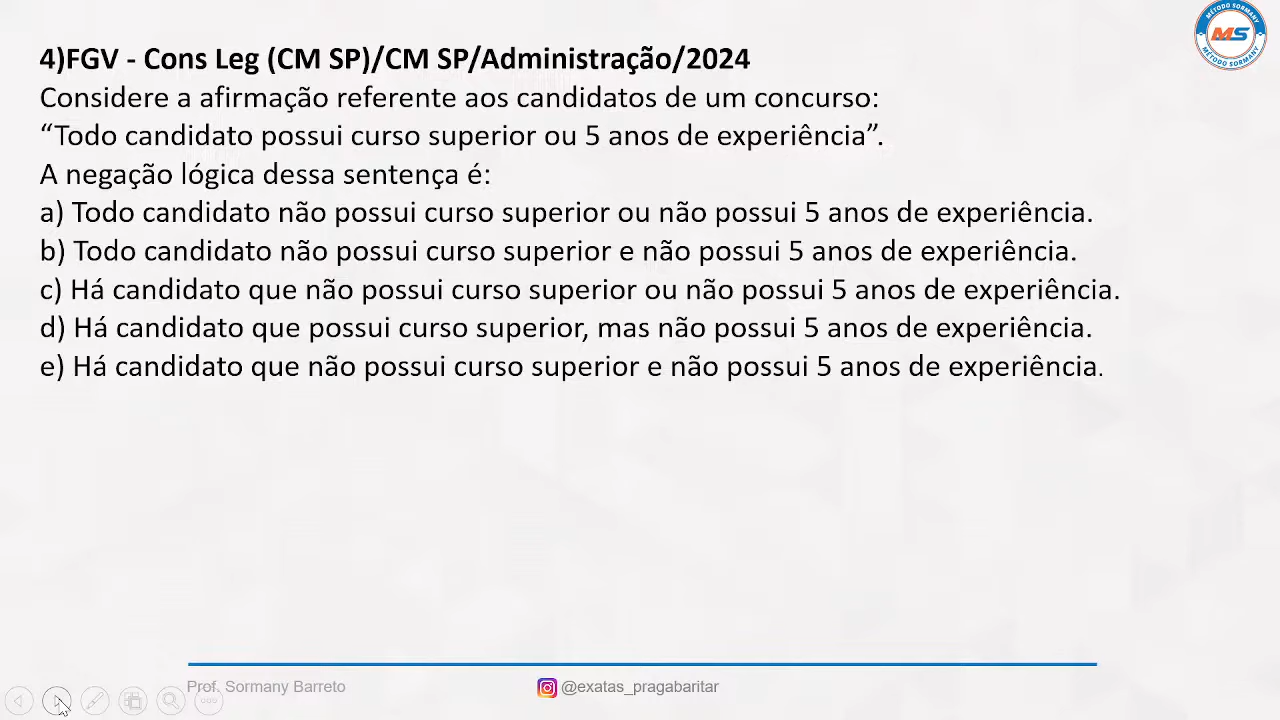 MÉTODO SORMANY
MS
MÉTODO SORMANY
4)FGV - Cons Leg (CM SP)/CM SP/Administração/2024
Considere a afirmação referente aos candidatos de um concurso:
“Todo candidato possui curso superior ou 5 anos de experiência”.
A negação lógica dessa sentença é:
a) Todo candidato não possui curso superior ou não possui 5 anos de experiência.
b) Todo candidato não possui curso superior e não possui 5 anos de experiência.
c) Há candidato que não possui curso superior ou não possui 5 anos de experiência.
d) Há candidato que possui curso superior, mas não possui 5 anos de experiência.
e) Há candidato que não possui curso superior e não possui 5 anos de experiência.
Prof. Sormany Barreto
@exatas_pragabaritar